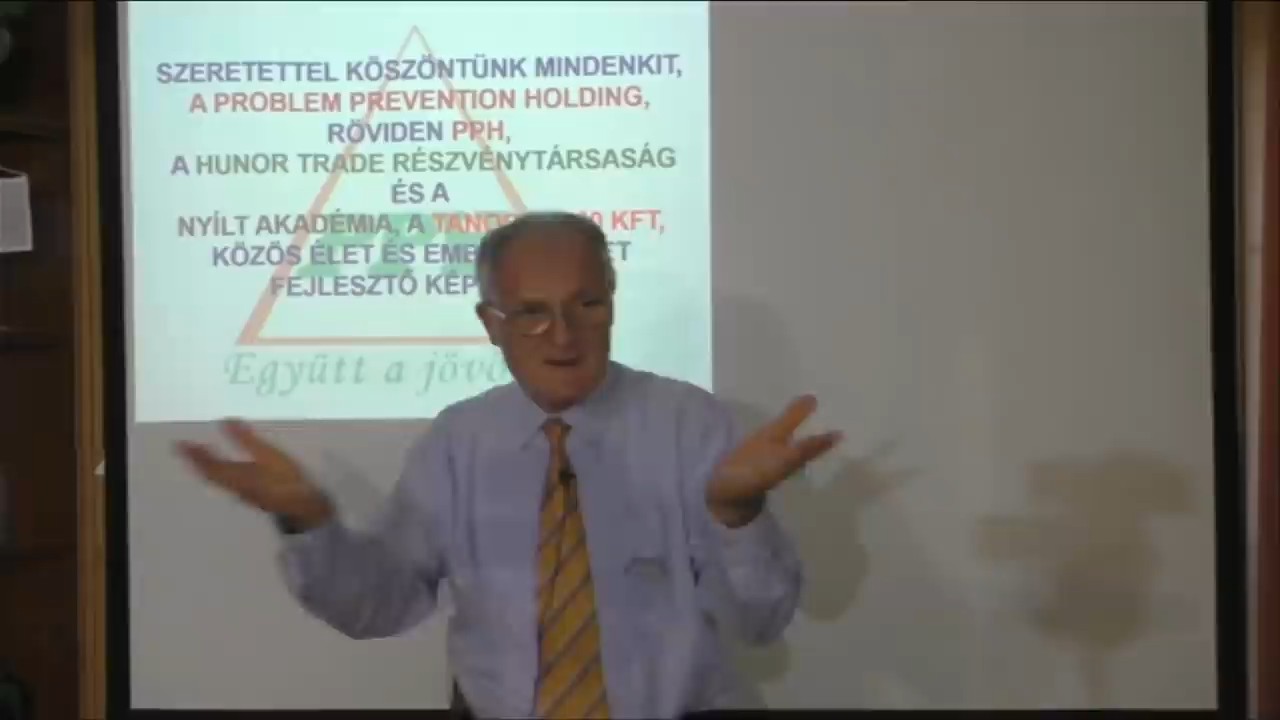 SZERETETTEL KÖSZÖNTÜNK MINDENKIT,
A PROBLEM PREVENTION HOLDING,
RÖVIDEN PPH,
A HUNOR TRADE RÉSZVÉNYTÁRSASÁG
ÉS A
NYÍLT AKADÉMIA, A KFT,
KÖZÖS ÉLET ÉS
FEJLESZTŐ
Együtt a